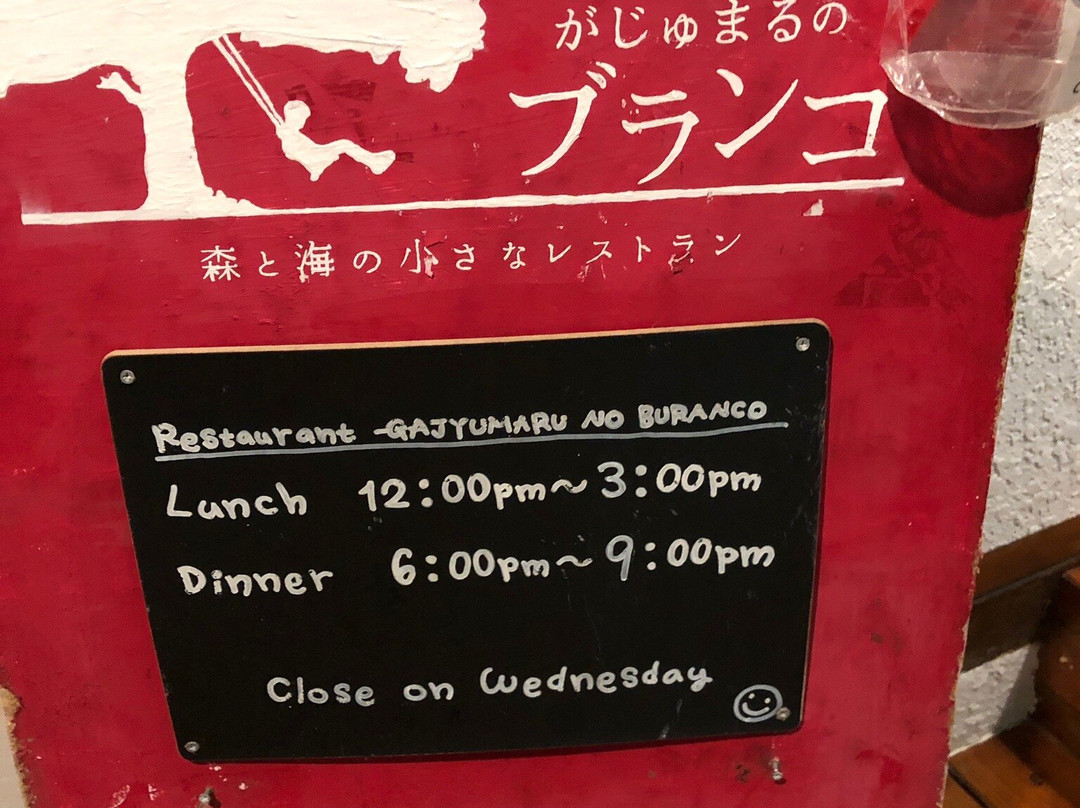 がじゅまるの
ブランコ
森と海の小さなレストラン
Restaurant GAJYUMARU NO BURANCO
Lunch 12:00pm～3:00pm
Dinner 6:00pm～9:00pm
Close on Wednesday